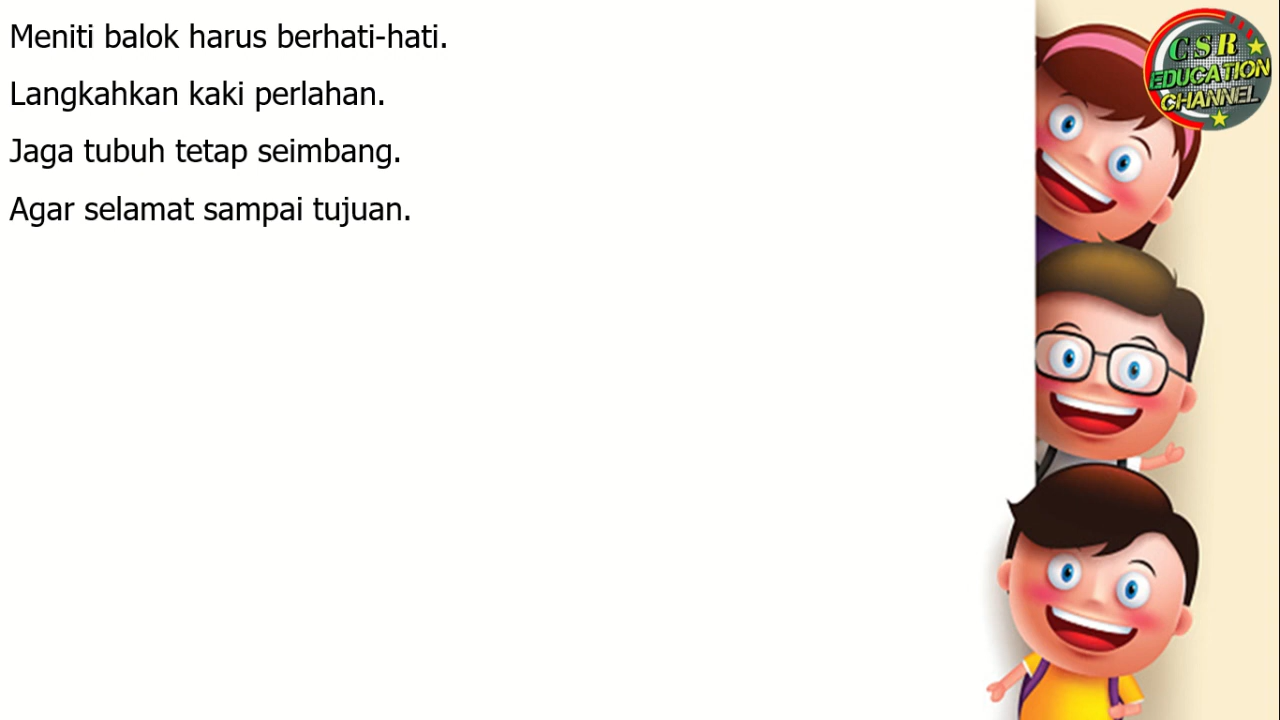 Meniti balok harus berhati-hati.
Langkahkan kaki perlahan.
Jaga tubuh tetap seimbang.
Agar selamat sampai tujuan.
CSR
EDUCATION
CHANNEL